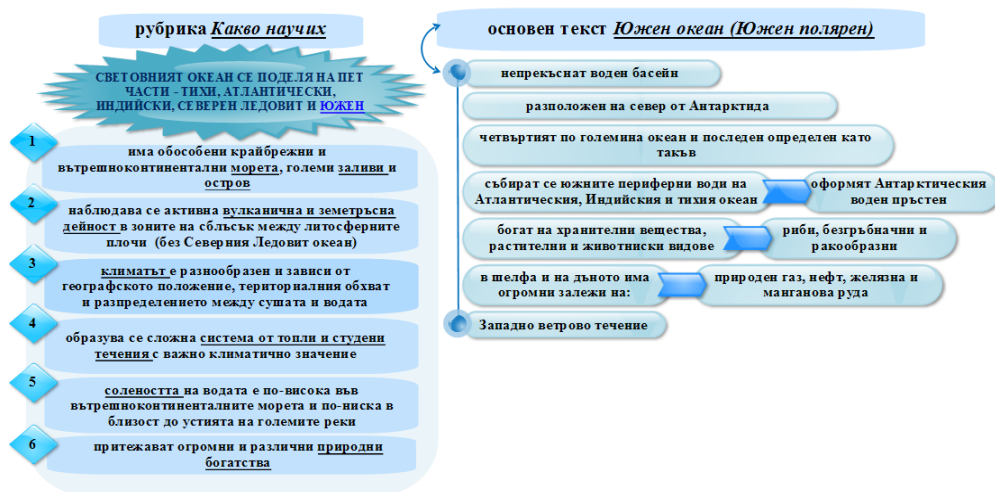 рубрика Какво научих
СВЕТОВНИЯТ ОКЕАН СЕ ПОДЕЛЯ НА ПЕТ
ЧАСТИ - ТИХИ, АТЛАНТИЧЕСКИ,
ИНДИЙСКИ, СЕВЕРЕН ЛЕДОВИТ И ЮЖЕН
1
има обособени крайбрежни и
вътрешноконтинентални морета, големи заливи и
остров
2
наблюдава се активна вулканична и земетръсна
дейност в зоните на сблъсък между литосферните
плочи (без Северния Ледовит океан)
3
климатът е разнообразен и зависи от
географското положение, териториалния обхват
и разпределението между сушата и водата
4
образува се сложна система от топли и студени
течения с важно климатично значение
5
солеността на водата е по-висока във
вътрешноконтиненталните морета и по-ниска в
близост до устията на големите реки
6
притежават огромни и различни природни
богатства
основен текст Южен океан (Южен полярен)
непрекъснат воден басейн
разположен на север от Антарктида
четвъртият по големина океан и последен определен като
такъв
събират се южните периферни води на
Атлантическия, Индийския и тихия океан
оформят Антарктическия
воден пръстен
богат на хранителни вещества,
растителни и животниски видове
риби, безгръбначни и
ракообразни
в шелфа и на дъното има
огромни залежи на:
природен газ, нефт, желязна и
манганова руда
Западно ветрово течение